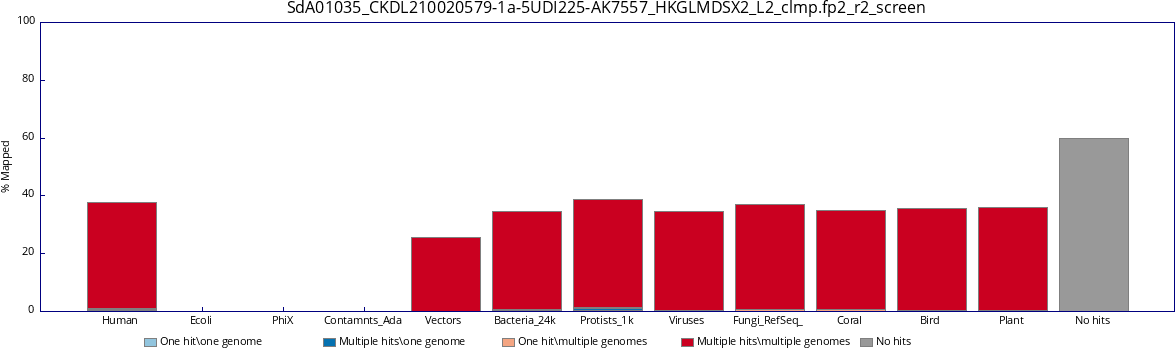 SdA01035_CKDL210020579-1a-5UDI225-AK7557_HKGLMDSX2_L2_clmp.fp2_r2_screen
100
80
60
40
20
0
% Mapped
Human Ecoli PhiX Contamnts_Ada Vectors Bacteria_24k Protists_1k Viruses Fungi_RefSeq_ Coral Bird Plant No hits
One hit\one genome Multiple hits\one genome One hit\multiple genomes Multiple hits\multiple genomes No hits